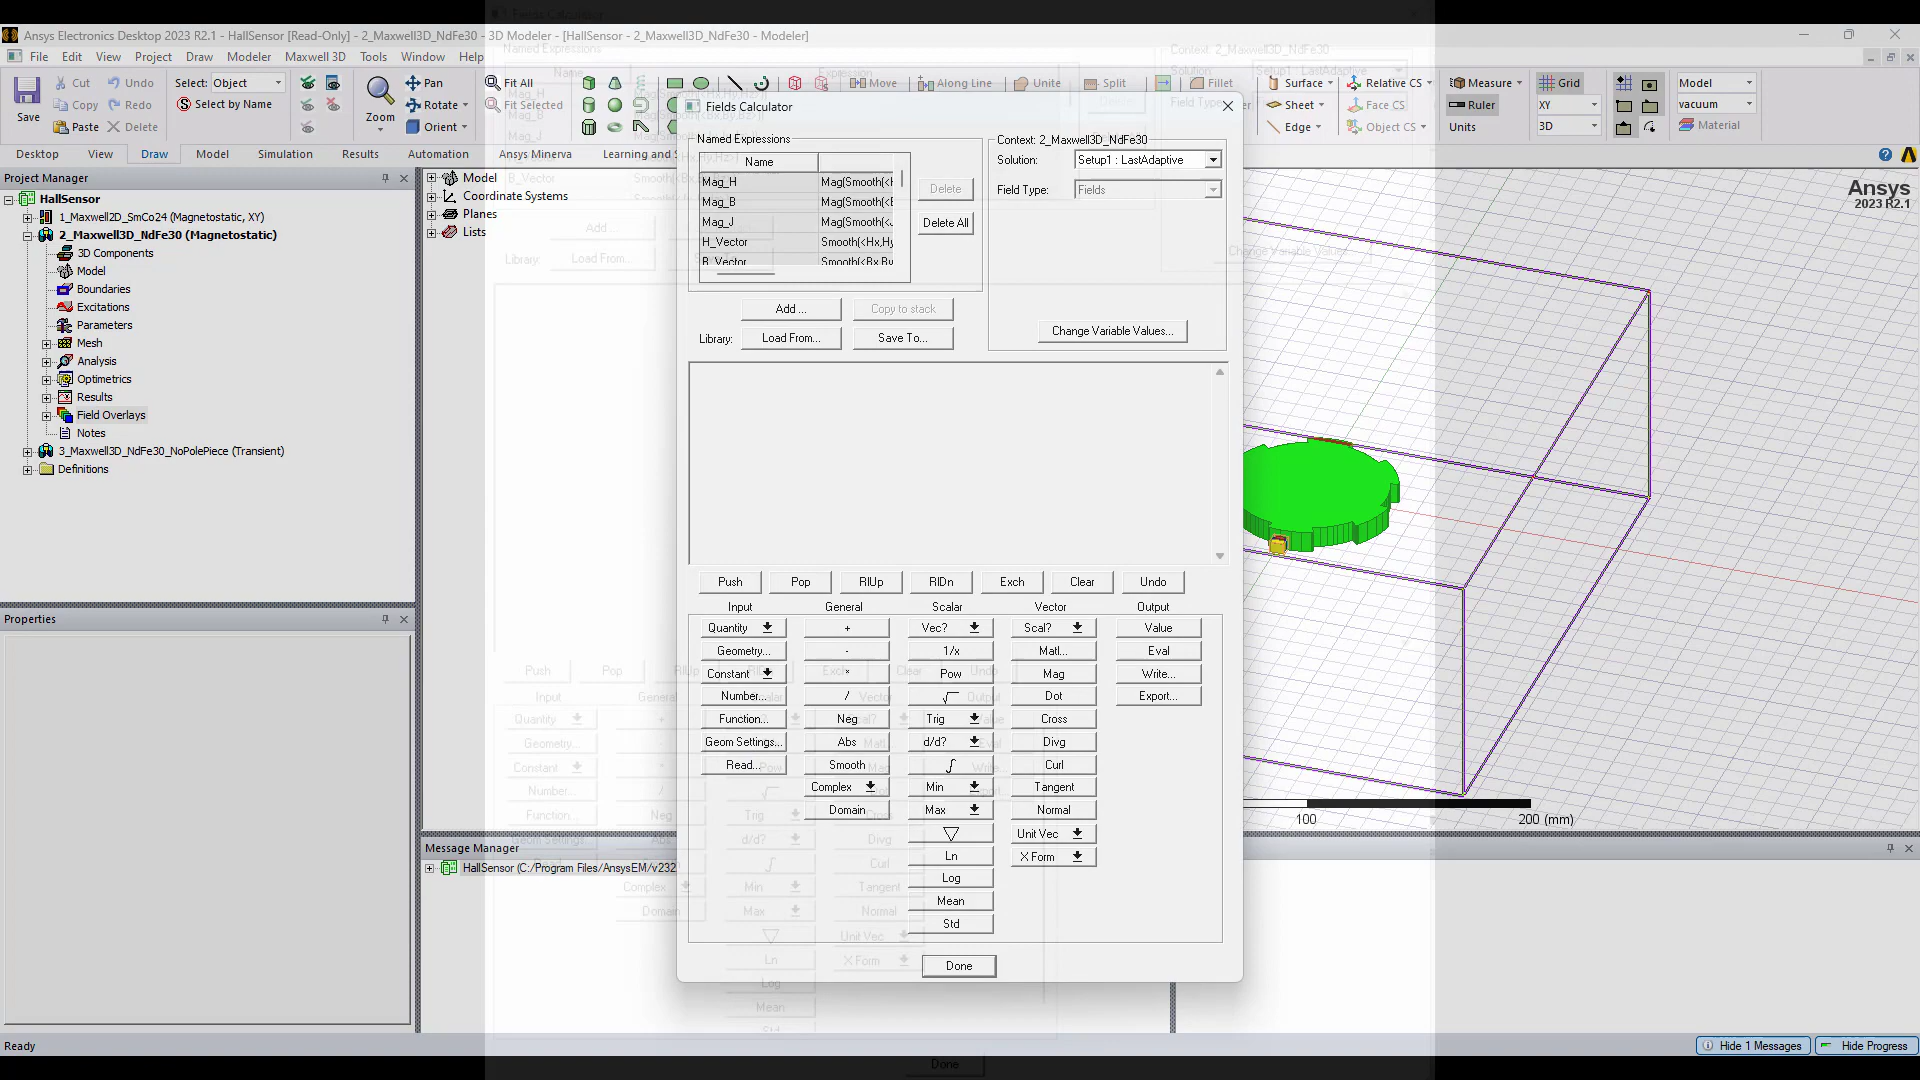 Ansys Electronics Desktop 2023 R2.1 - HallSensor [Read-Only] - 2_Maxwell3D_NdFe30 - 3D Modeler - [HallSensor - 2_Maxwell3D_NdFe30 - Modeler]
File Edit View Project Draw Modeler Maxwell 3D Tools Window Help
Save
Cut
Copy
Paste
Undo
Redo
Delete
Select: Object
Select by Name
Zoom
Pan
Rotate
Orient
Fit All
Fit Selected
Move
Along Line
Unite
Split
Fillet
Surface
Sheet
Edge
Relative CS
Face CS
Object CS
Measure
Ruler
Units
Grid
XY
3D
Model
vacuum
Material
Desktop View Draw Model Simulation Results Automation Ansys Minerva Learning and S
Project Manager
HallSensor
1_Maxwell2D_SmCo24 (Magnetostatic, XY)
2_Maxwell3D_NdFe30 (Magnetostatic)
3D Components
Model
Boundaries
Excitations
Parameters
Mesh
Analysis
Optimetrics
Results
Field Overlays
Notes
3_Maxwell3D_NdFe30_NoPolePiece (Transient)
Definitions
Model
Coordinate Systems
Planes
Lists
Ansys
2023 R2.1
Fields Calculator
Named Expressions
Name
Mag_H Mag(Smooth(<H
Mag_B Mag(Smooth(<B
Mag_J Mag(Smooth(<J
H_Vector Smooth(<Hx,Hy
B_Vector Smooth(<Bx,By
Delete
Delete All
Context: 2_Maxwell3D_NdFe30
Solution: Setup1 : LastAdaptive
Field Type: Fields
Change Variable Values...
Add ... Copy to stack
Library: Load From... Save To...
Push Pop RlUp RlDn Exch Clear Undo
Input General Scalar Vector Output
Quantity + Vec? Scal? Value
Geometry... - 1/x Matl... Eval
Constant * Pow Mag Write...
Number... / √ Dot Export...
Function... Neg Trig Cross
Geom Settings... Abs d/d? Divg
Read... Smooth ∫ Curl
Complex Min Tangent
Domain Max Normal
▽ Unit Vec
Ln X Form
Log
Mean
Std
Done
100 200 (mm)
Properties
Message Manager
HallSensor (C:/Program Files/AnsysEM/v232
Ready
Hide 1 Messages
Hide Progress